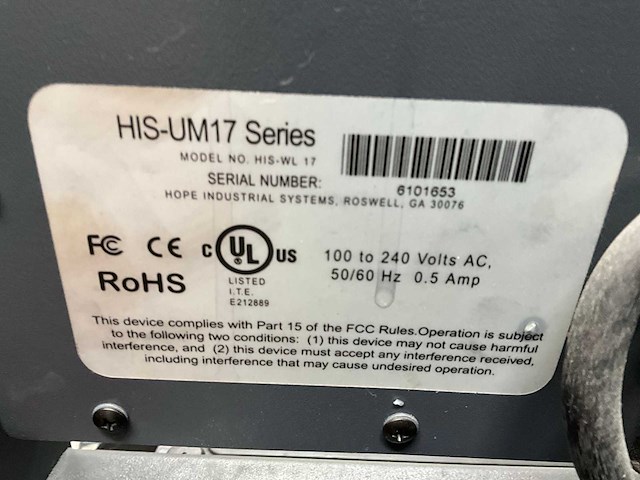 HIS-UM17 Series
MODEL NO. HIS-WL 17
SERIAL NUMBER:
6101653
HOPE INDUSTRIAL SYSTEMS, ROSWELL, GA 30076
FC CE C UL ® US
LISTED
I.T.E.
E212889
RoHS
100 to 240 Volts AC,
50/60 Hz 0.5 Amp
This device complies with Part 15 of the FCC Rules.Operation is subject
to the following two conditions: (1) this device may not cause harmful
interference, and (2) this device must accept any interference received,
including interference that may cause undesired operation.